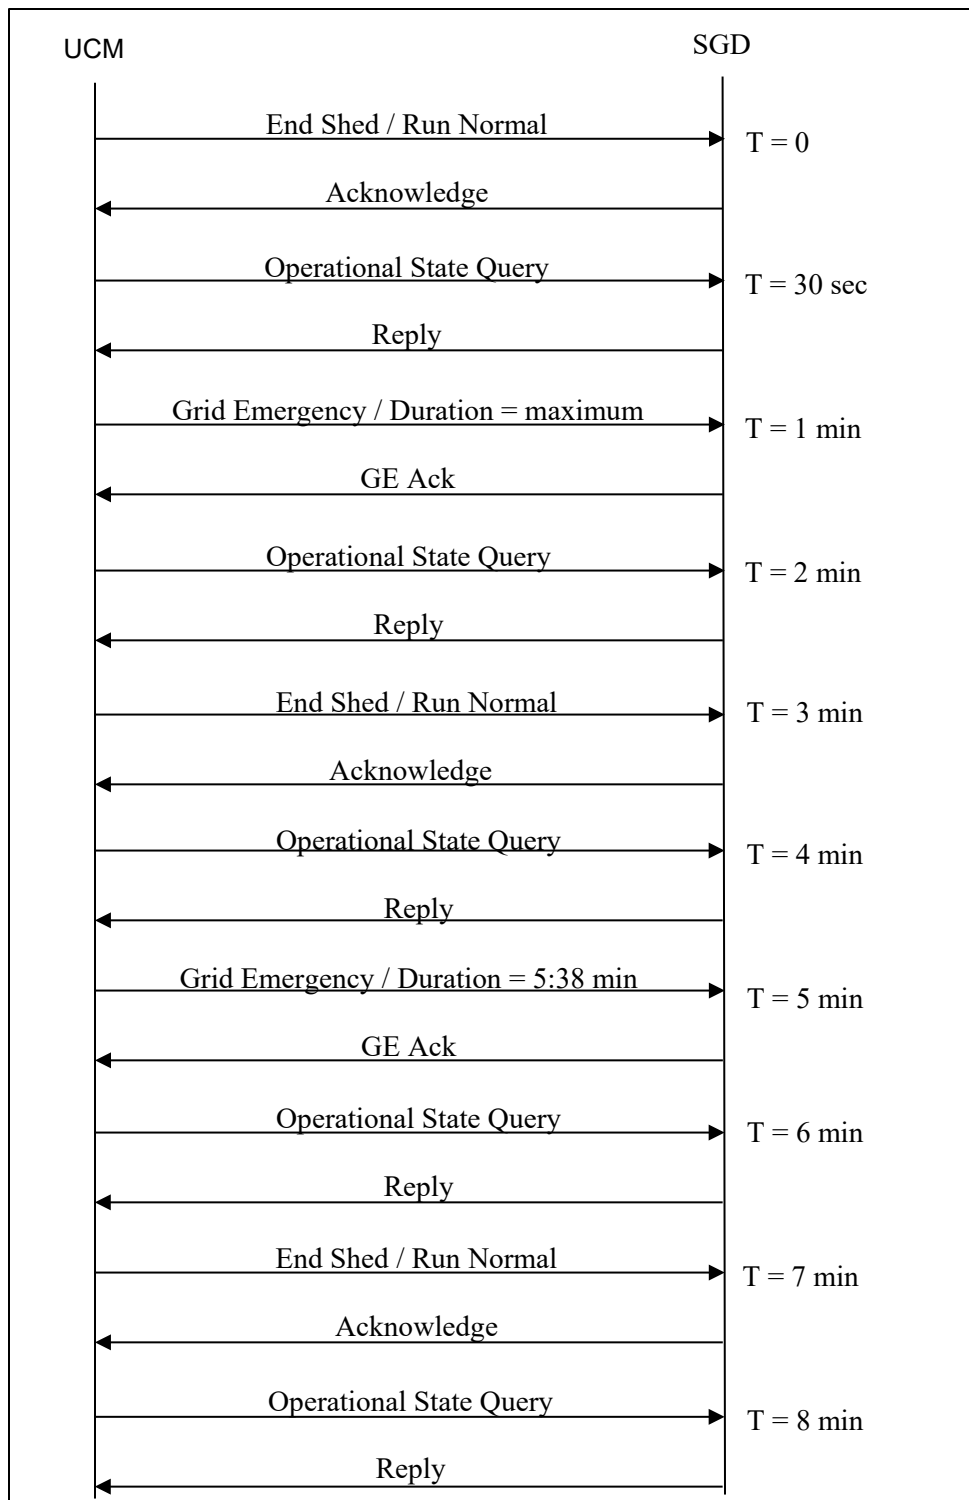 UCM
SGD
End Shed / Run Normal
T = 0
Acknowledge
Operational State Query
T = 30 sec
Reply
Grid Emergency / Duration = maximum
T = 1 min
GE Ack
Operational State Query
T = 2 min
Reply
End Shed / Run Normal
T = 3 min
Acknowledge
Operational State Query
T = 4 min
Reply
Grid Emergency / Duration = 5:38 min
T = 5 min
GE Ack
Operational State Query
T = 6 min
Reply
End Shed / Run Normal
T = 7 min
Acknowledge
Operational State Query
T = 8 min
Reply